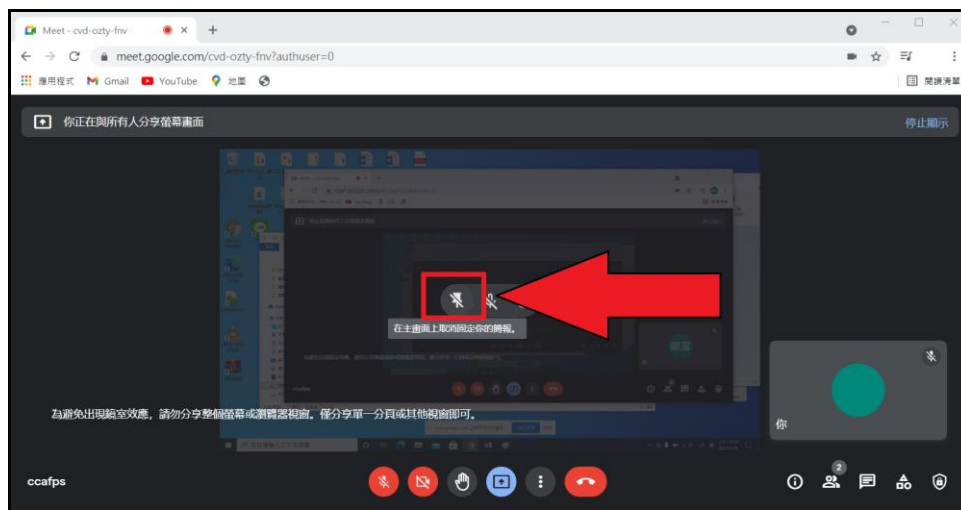 Meet - cvd-ozty-fnv
meet.google.com/cvd-ozty-fnv?authuser=0
應用程式 Gmail YouTube 地圖 閱讀清單
你正在與所有人分享螢幕畫面 停止顯示
在主畫面上取消固定你的簡報。
為避免出現鏡室效應，請勿分享整個螢幕或瀏覽器視窗。僅分享單一分頁或其他視窗即可。
你
ccafps
2